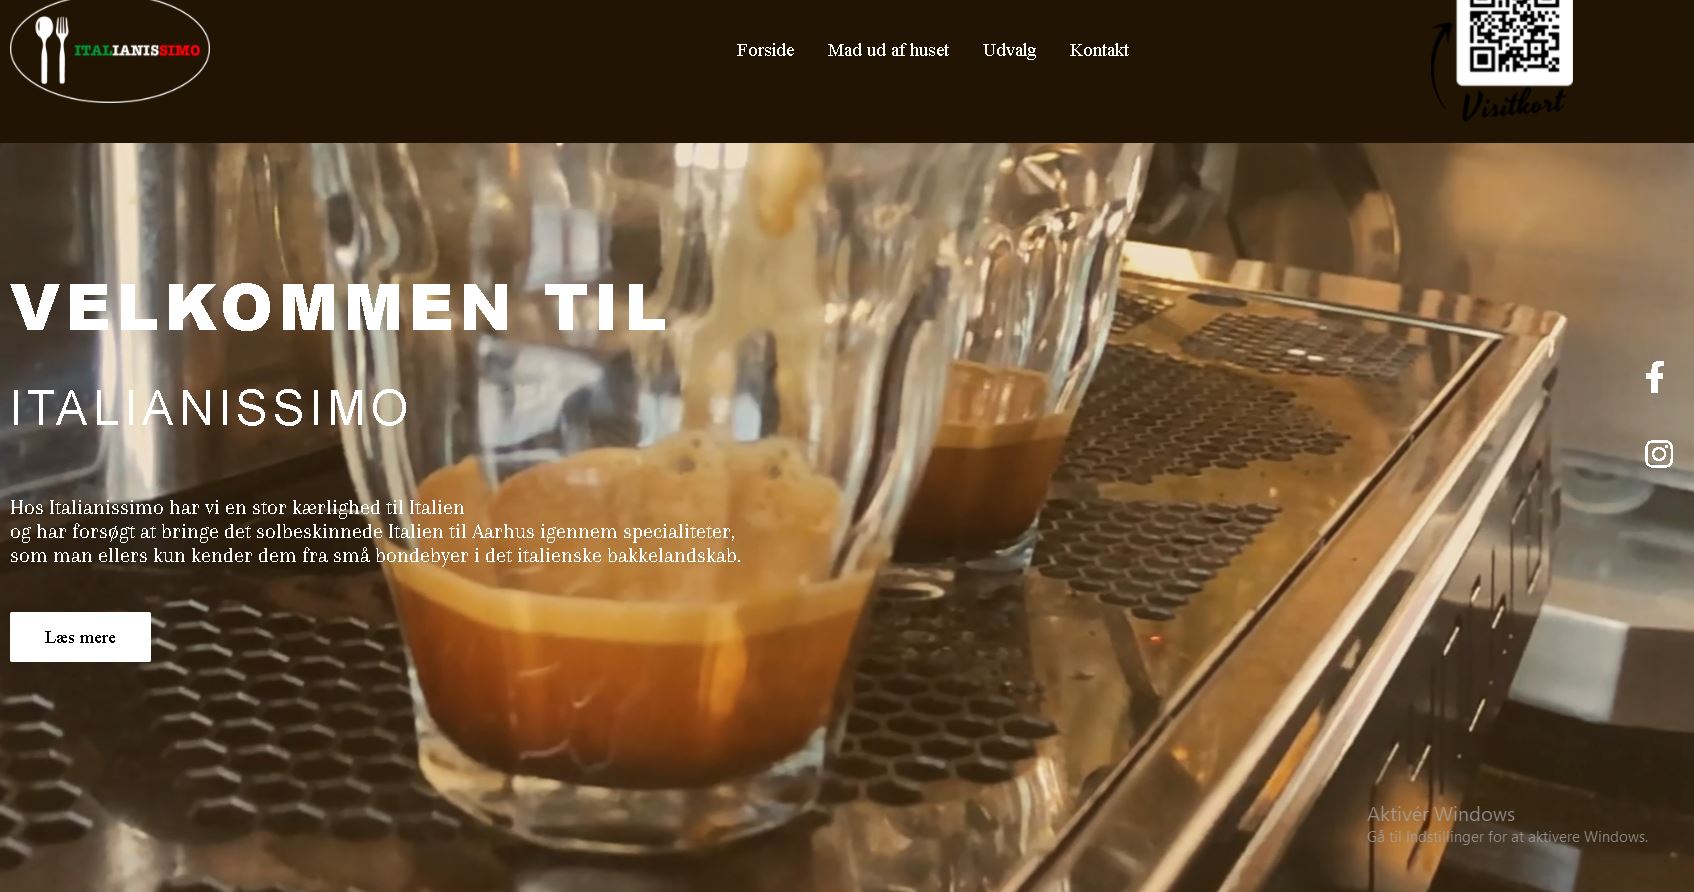 ITALIANISSIMO
Forside
Mad ud af huset
Udvalg
Kontakt
Visitkort
VELKOMMEN TIL
ITALIANISSIMO
Hos Italianissimo har vi en stor kærlighed til Italien
og har forsøgt at bringe det solbeskinnede Italien til Aarhus igennem specialiteter,
som man ellers kun kender dem fra små bondebyer i det italienske bakkelandskab.
Læs mere
Aktivér Windows
Gå til Indstillinger for at aktivere Windows.